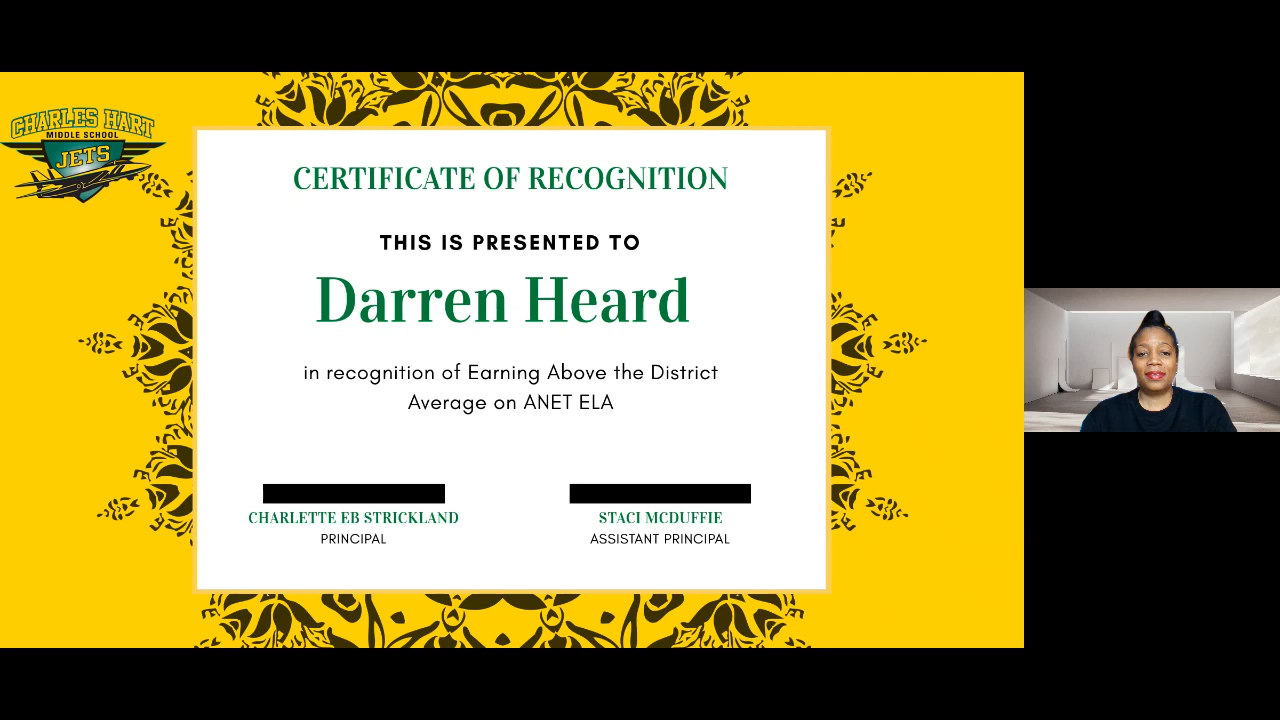 CHARLES HART
MIDDLE SCHOOL
JETS
CERTIFICATE OF RECOGNITION
THIS IS PRESENTED TO
Darren Heard
in recognition of Earning Above the District
Average on ANET ELA
CHARLETTE EB STRICKLAND
PRINCIPAL
STACI MCDUFFIE
ASSISTANT PRINCIPAL